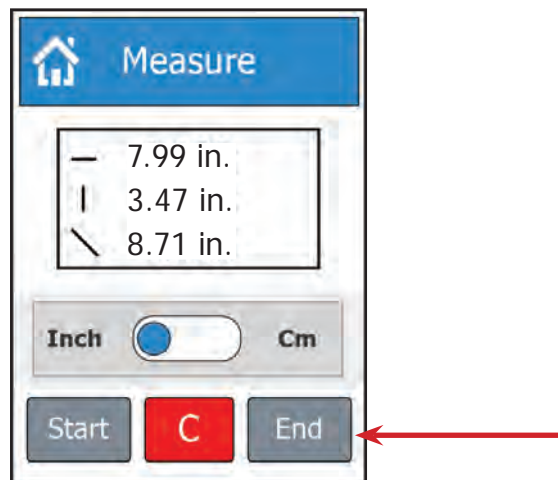 Measure
7.99 in.
3.47 in.
8.71 in.
Inch Cm
Start C End